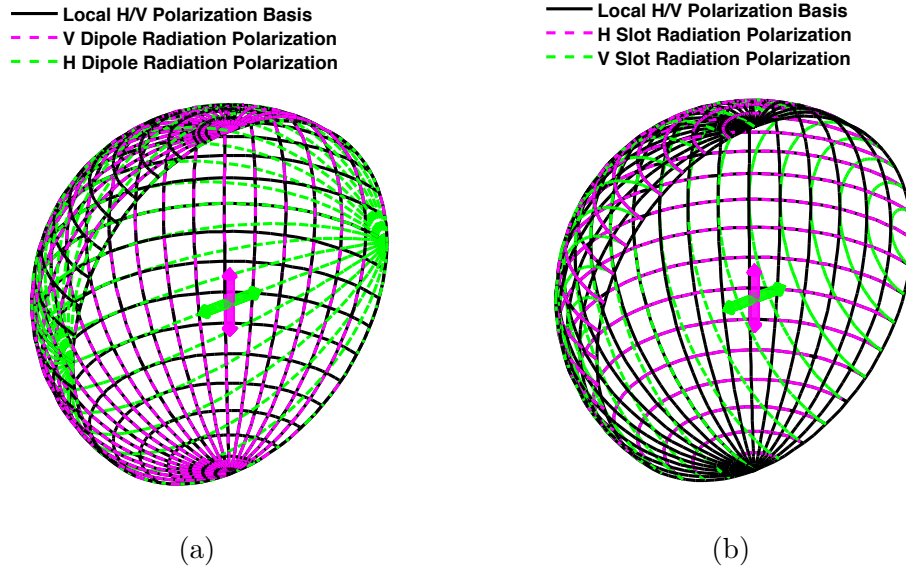 Local H/V Polarization Basis
V Dipole Radiation Polarization
H Dipole Radiation Polarization
(a)
Local H/V Polarization Basis
H Slot Radiation Polarization
V Slot Radiation Polarization
(b)